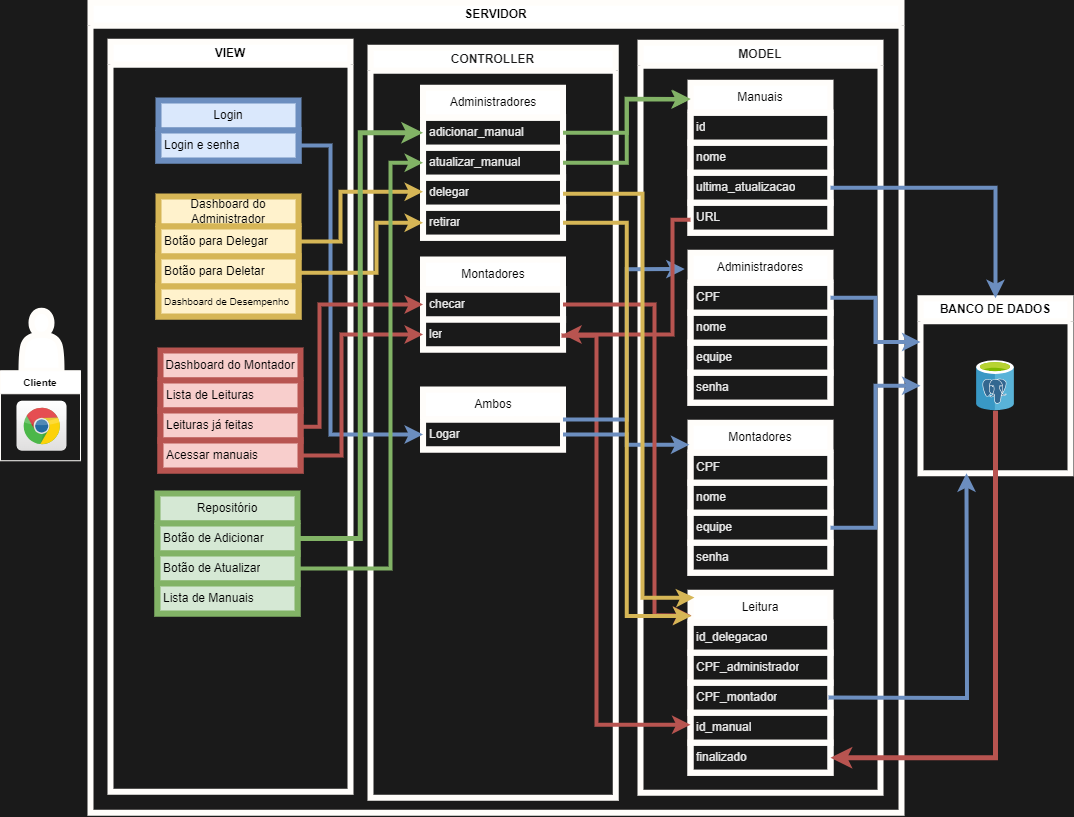 SERVIDOR
VIEW
Login
Login e senha
Dashboard do
Administrador
Botão para Delegar
Botão para Deletar
Dashboard de Desempenho
Dashboard do Montador
Lista de Leituras
Leituras já feitas
Acessar manuais
Repositório
Botão de Adicionar
Botão de Atualizar
Lista de Manuais
CONTROLLER
Administradores
adicionar_manual
atualizar_manual
delegar
retirar
Montadores
checar
ler
Ambos
Logar
MODEL
Manuais
id
nome
ultima_atualizacao
URL
Administradores
CPF
nome
equipe
senha
Montadores
CPF
nome
equipe
senha
Leitura
id_delegacao
CPF_administrador
CPF_montador
id_manual
finalizado
Cliente
BANCO DE DADOS